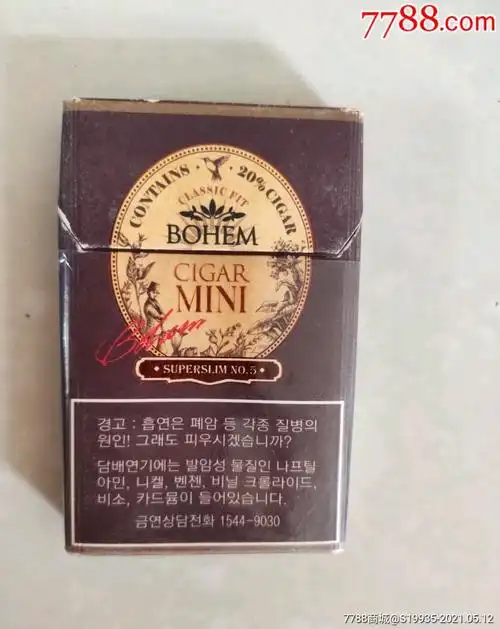 7788.com
CONTAINS · 20% CIGAR
CLASSIC FIT
BOHEM
CIGAR
MINI
Bohem
· SUPERSLIM NO.5 ·
경고 : 흡연은 폐암 등 각종 질병의
원인! 그래도 피우시겠습니까?
담배연기에는 발암성 물질인 나프틸
아민, 니켈, 벤젠, 비닐 크롤라이드,
비소, 카드뮴이 들어있습니다.
금연상담전화 1544-9030
7788商城@S19935-2021.05.12